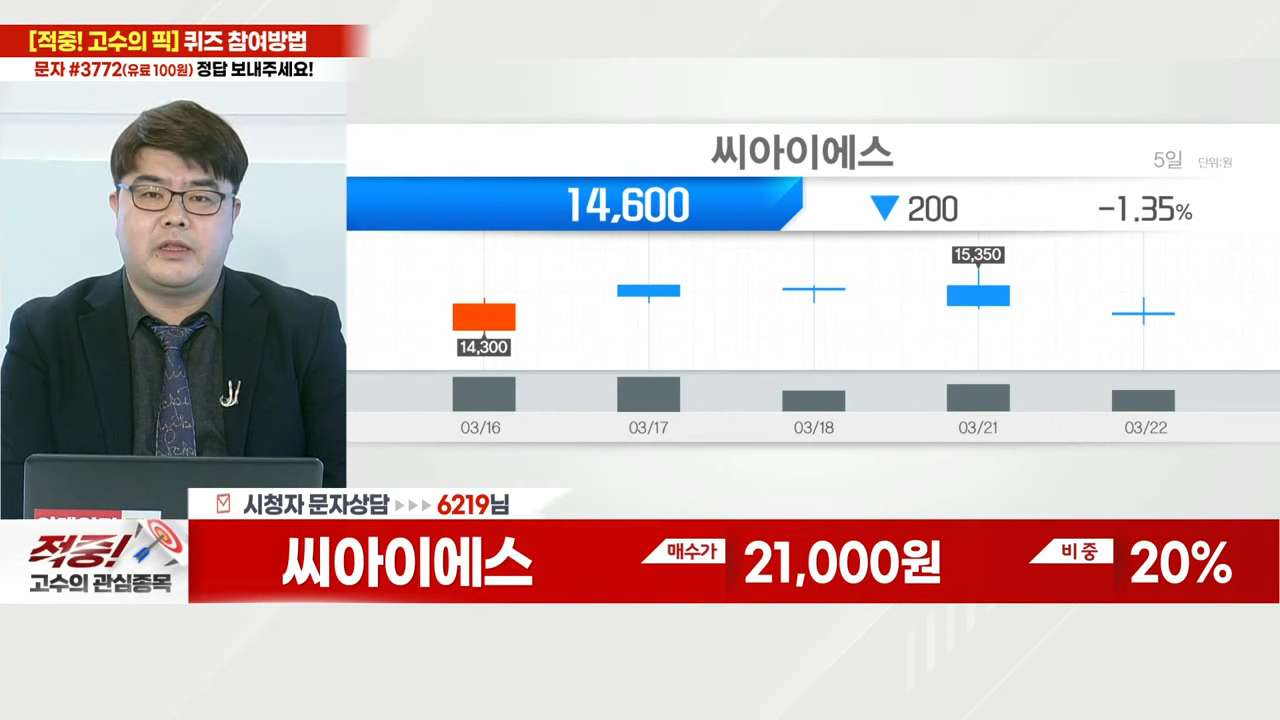 [적중! 고수의 픽] 퀴즈 참여방법
문자 #3772(유료 100원) 정답 보내주세요!
씨아이에스
5일 단위:원
14,600 ▼ 200 -1.35%
15,350
14,300
03/16 03/17 03/18 03/21 03/22
시청자 문자상담 ▶▶▶ 6219님
적중!
고수의 관심종목
씨아이에스 매수가 21,000원 비중 20%